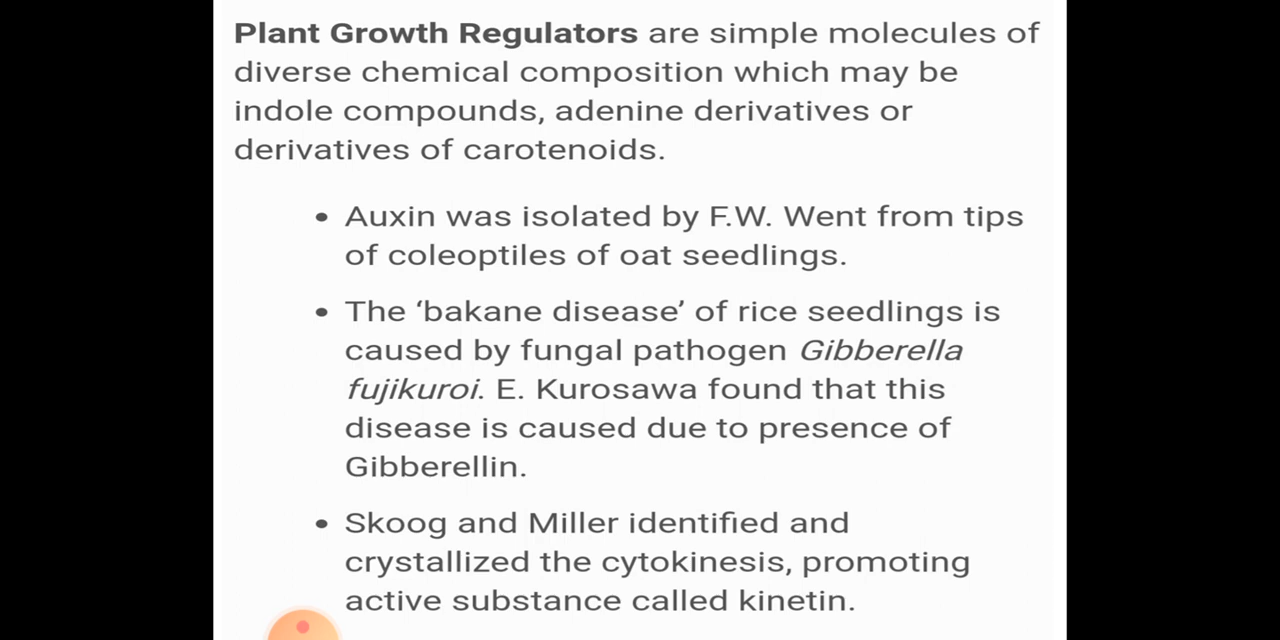 Plant Growth Regulators are simple molecules of
diverse chemical composition which may be
indole compounds, adenine derivatives or
derivatives of carotenoids.
• Auxin was isolated by F.W. Went from tips
of coleoptiles of oat seedlings.
• The ‘bakane disease’ of rice seedlings is
caused by fungal pathogen Gibberella
fujikuroi. E. Kurosawa found that this
disease is caused due to presence of
Gibberellin.
• Skoog and Miller identified and
crystallized the cytokinesis, promoting
active substance called kinetin.